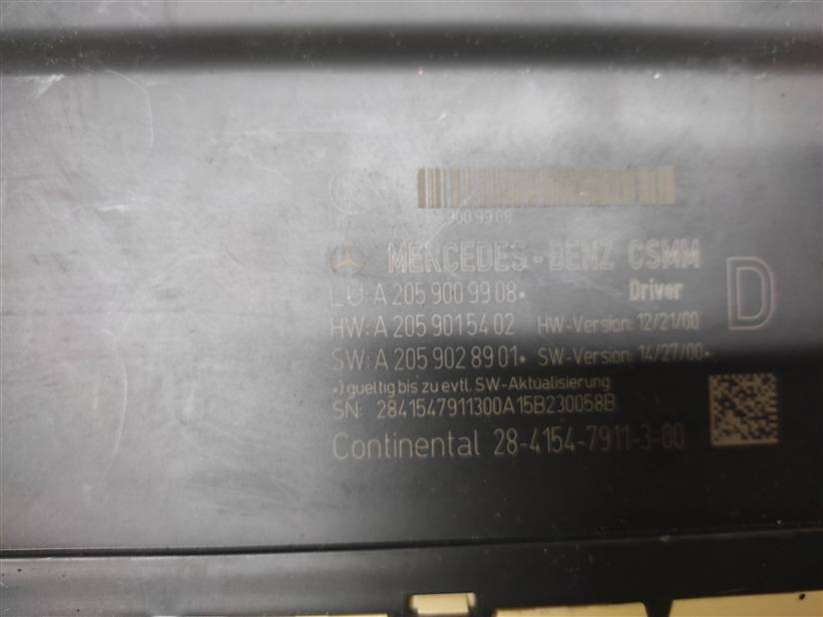 900 9908
MERCEDES-BENZ CSMM
LU: A 205 900 99 08•
Driver
D
HW: A 205 901 54 02 HW-Version: 12/21/00
SW: A 205 902 89 01• SW-Version: 14/27/00•
•) gueltig bis zu evtl. SW-Aktualisierung
SN: 2841547911300A15B230058B
Continental 28-4154-7911-3-00